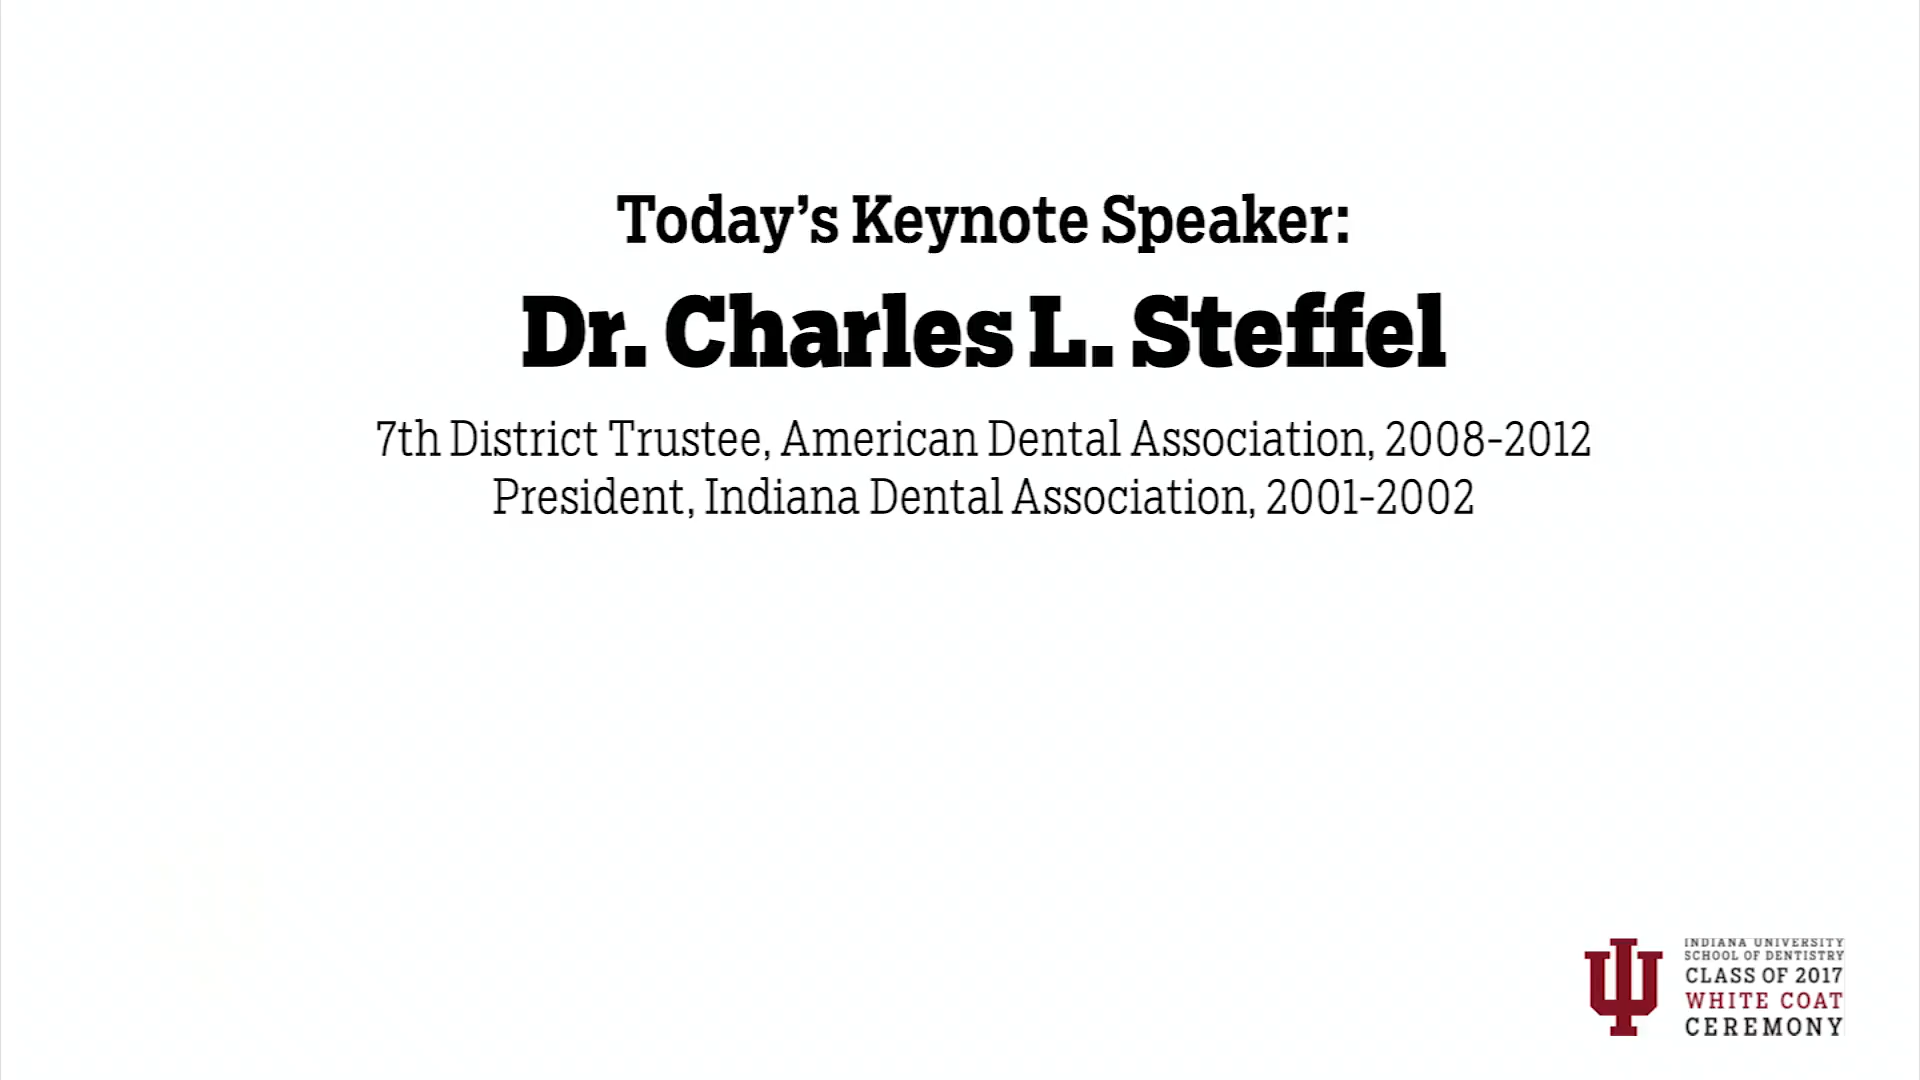 Today’s Keynote Speaker:
Dr. Charles L. Steffel
7th District Trustee, American Dental Association, 2008-2012
President, Indiana Dental Association, 2001-2002
INDIANA UNIVERSITY
SCHOOL OF DENTISTRY
CLASS OF 2017
WHITE COAT
CEREMONY